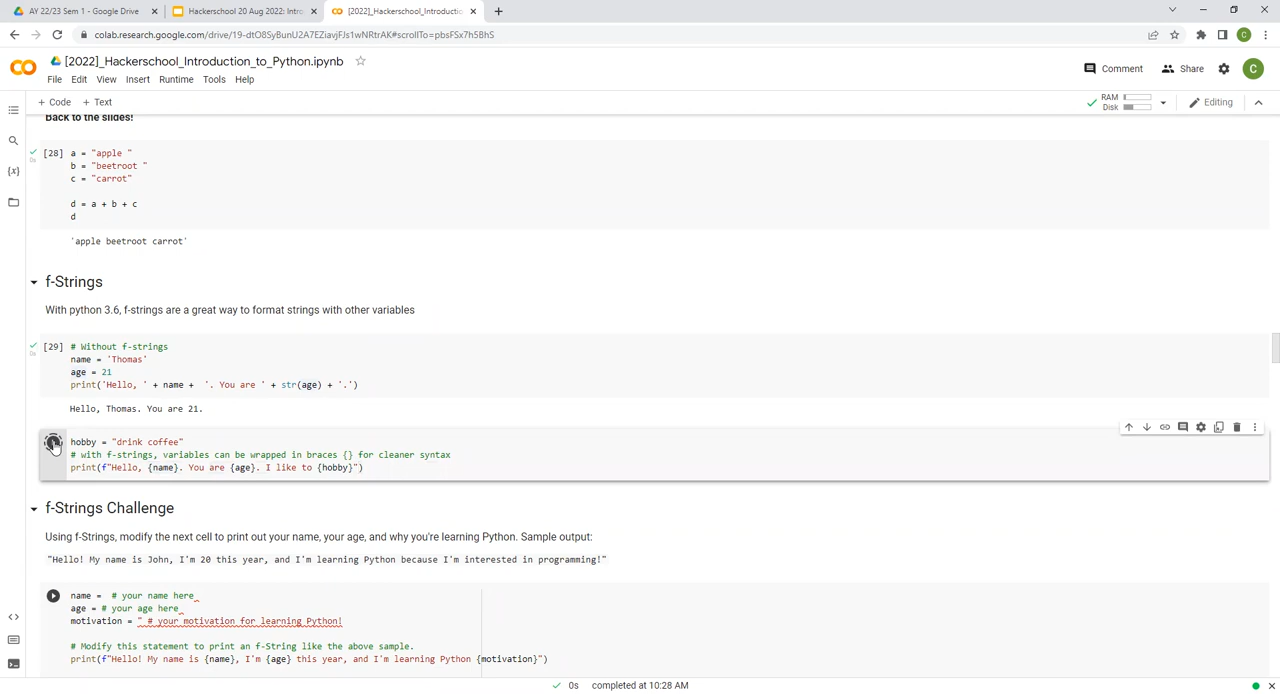 AY 22/23 Sem 1 - Google Drive
Hackerschool 20 Aug 2022: Intro
[2022]_Hackerschool_Introductio
colab.research.google.com/drive/19-dtO8SyBunU2A7EZiavjFJs1wNRtrAK#scrollTo=pbsFSx7h5BhS
C
[2022]_Hackerschool_Introduction_to_Python.ipynb
File Edit View Insert Runtime Tools Help
Comment
Share
C
+ Code + Text
RAM
Disk
Editing
Back to the slides!
[28] a = "apple "
b = "beetroot "
c = "carrot"
d = a + b + c
d
0s
'apple beetroot carrot'
f-Strings
With python 3.6, f-strings are a great way to format strings with other variables
[29] # Without f-strings
name = 'Thomas'
age = 21
print('Hello, ' + name +  '. You are ' + str(age) + '.')
0s
Hello, Thomas. You are 21.
hobby = "drink coffee"
# with f-strings, variables can be wrapped in braces {} for cleaner syntax
print(f"Hello, {name}. You are {age}. I like to {hobby}")
f-Strings Challenge
Using f-Strings, modify the next cell to print out your name, your age, and why you're learning Python. Sample output:
"Hello! My name is John, I'm 20 this year, and I'm learning Python because I'm interested in programming!"
name =  # your name here
age = # your age here
motivation = " # your motivation for learning Python!
# Modify this statement to print an f-String like the above sample.
print(f"Hello! My name is {name}, I'm {age} this year, and I'm learning Python {motivation}")
0s completed at 10:28 AM